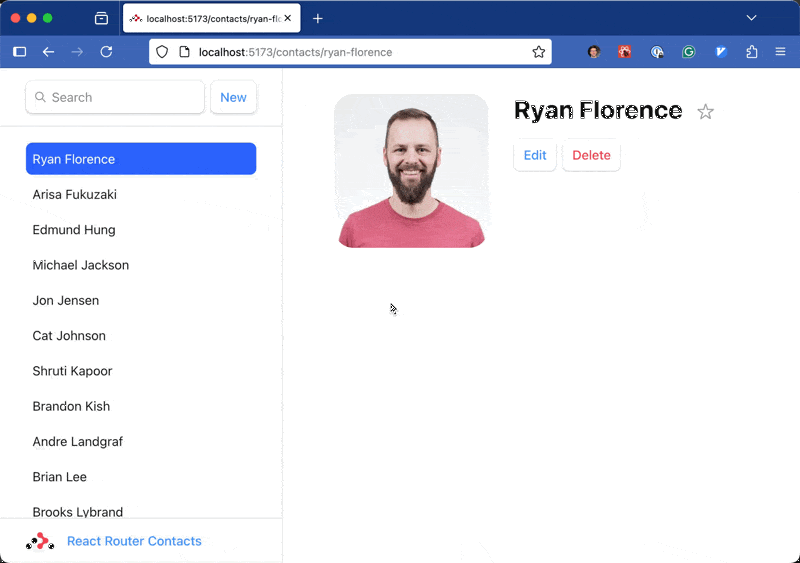 localhost:5173/contacts/ryan-flo
localhost:5173/contacts/ryan-florence
Search
New
Ryan Florence
Arisa Fukuzaki
Edmund Hung
Michael Jackson
Jon Jensen
Cat Johnson
Shruti Kapoor
Brandon Kish
Andre Landgraf
Brian Lee
Brooks Lybrand
React Router Contacts
Ryan Florence
Edit
Delete